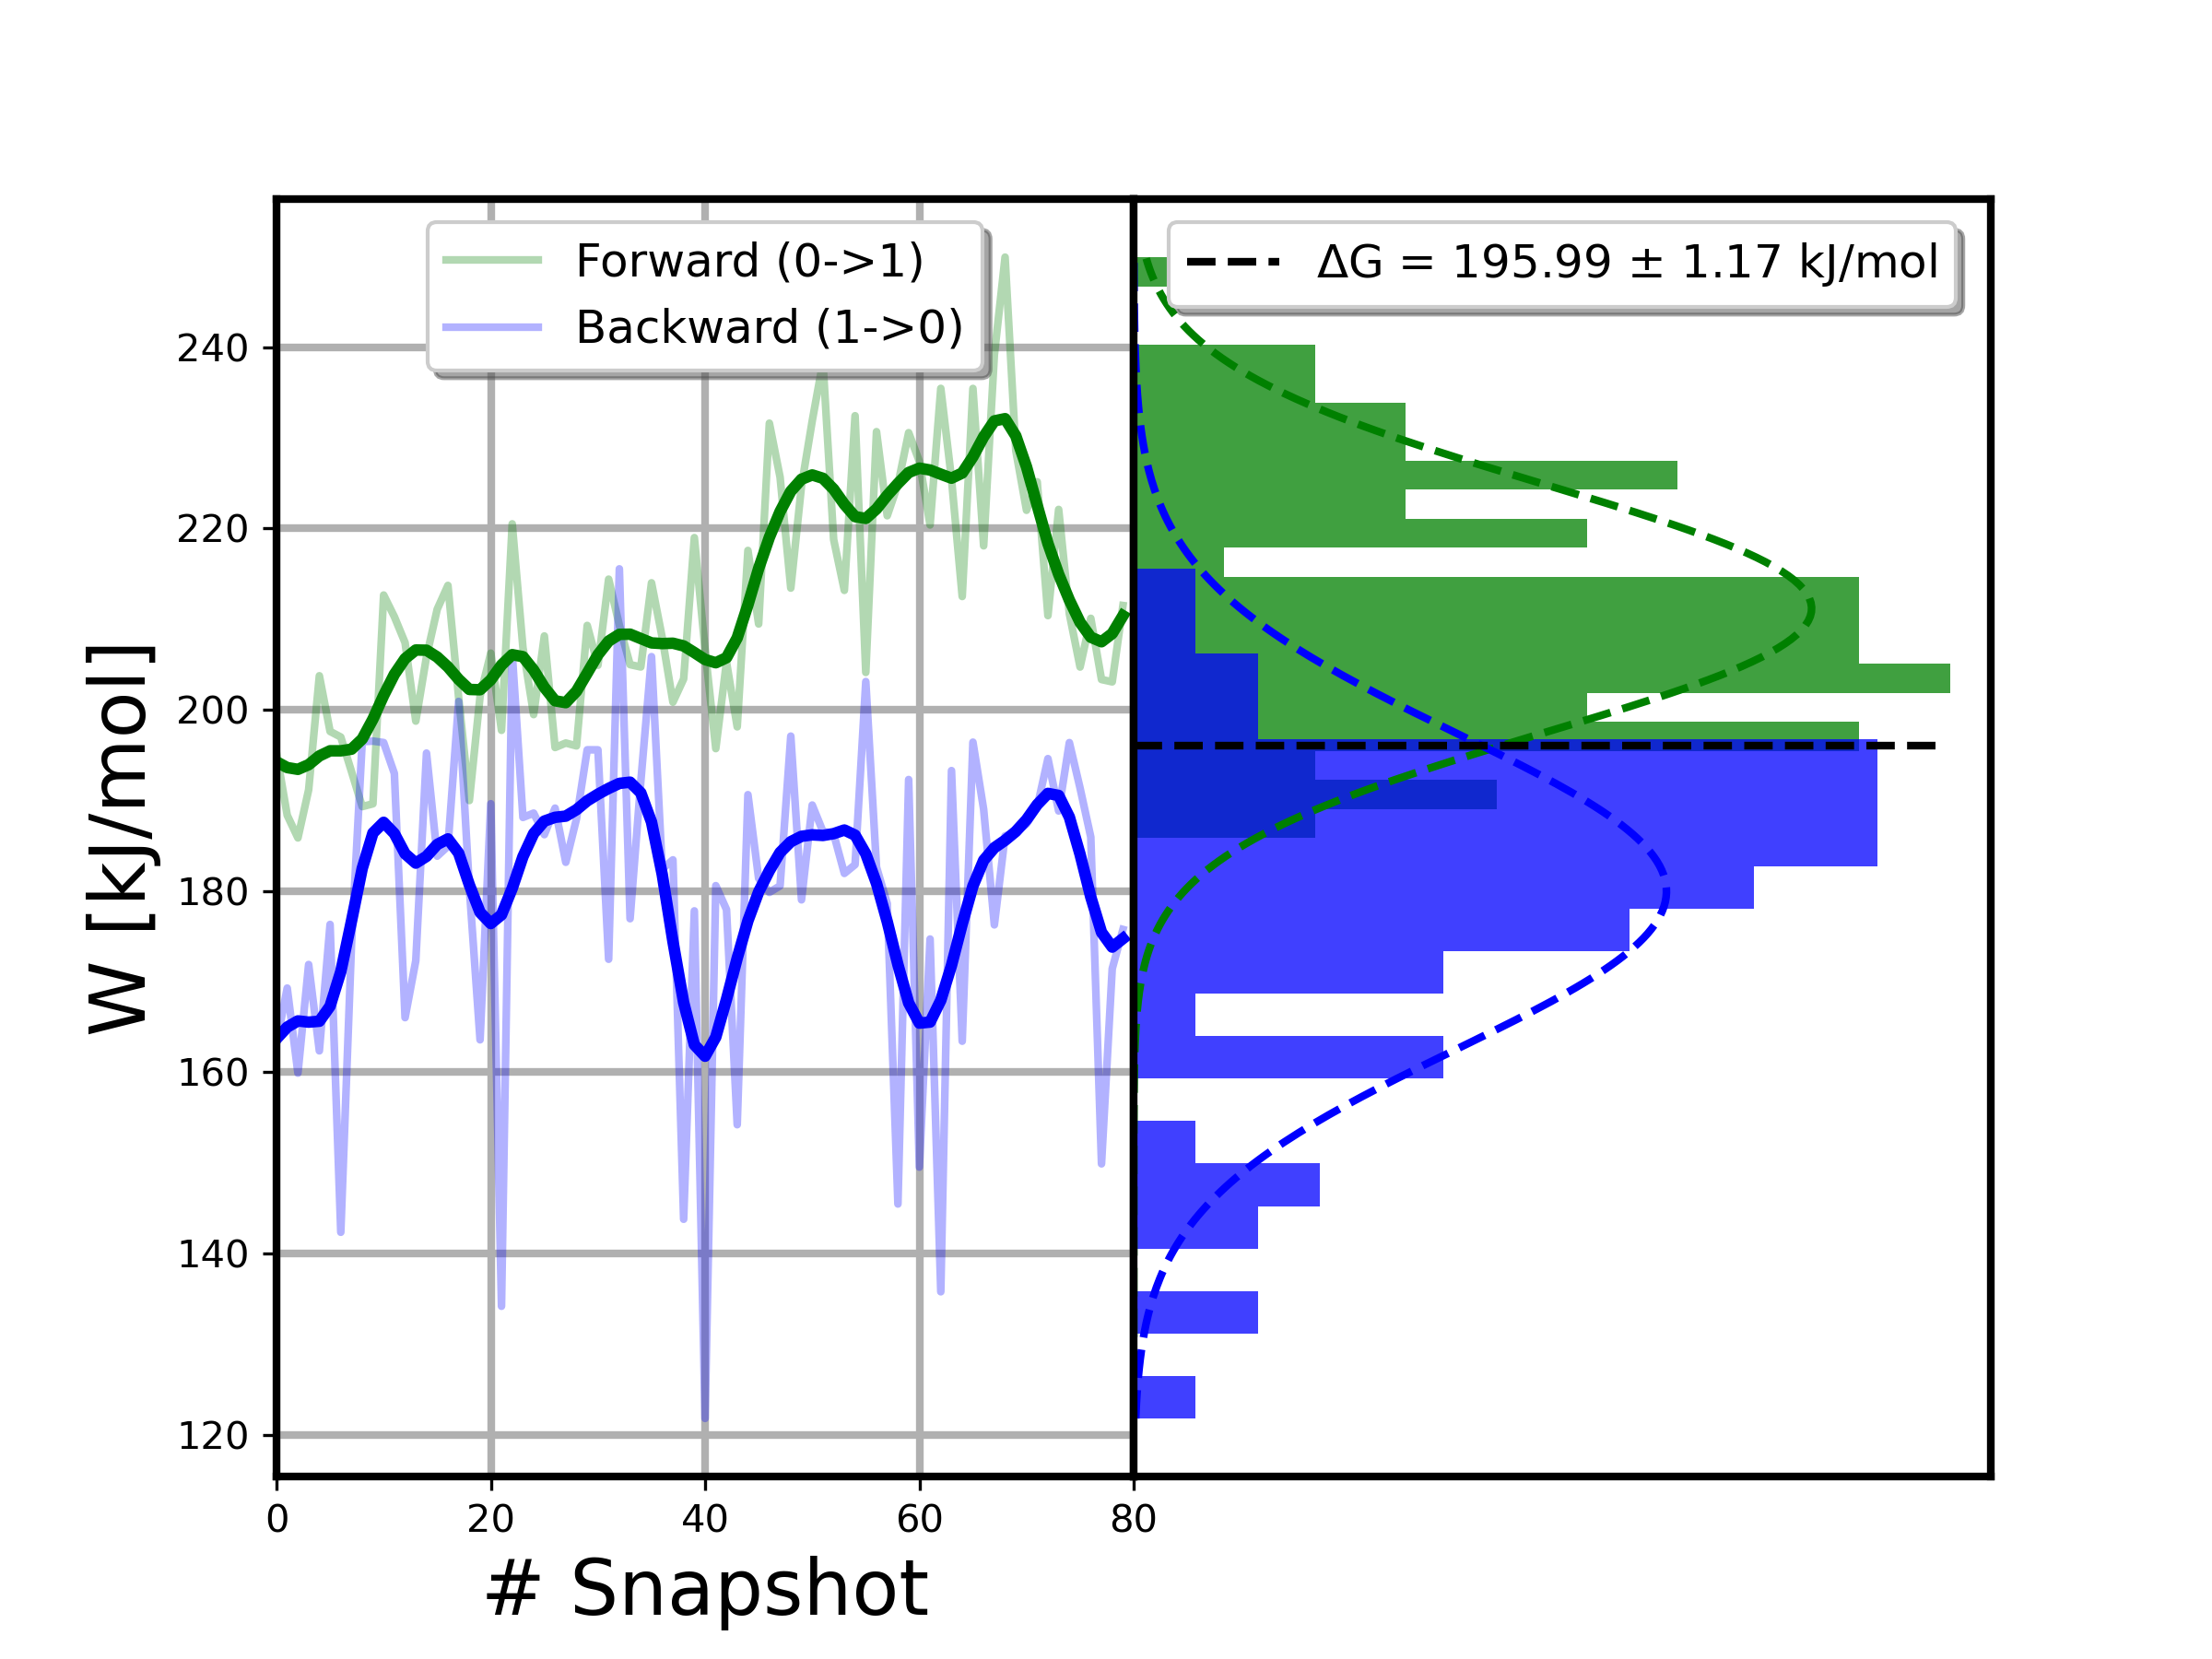 Forward (0->1)
Backward (1->0)
ΔG = 195.99 ± 1.17 kJ/mol
W [kJ/mol]
240
220
200
180
160
140
120
0 20 40 60 80
# Snapshot